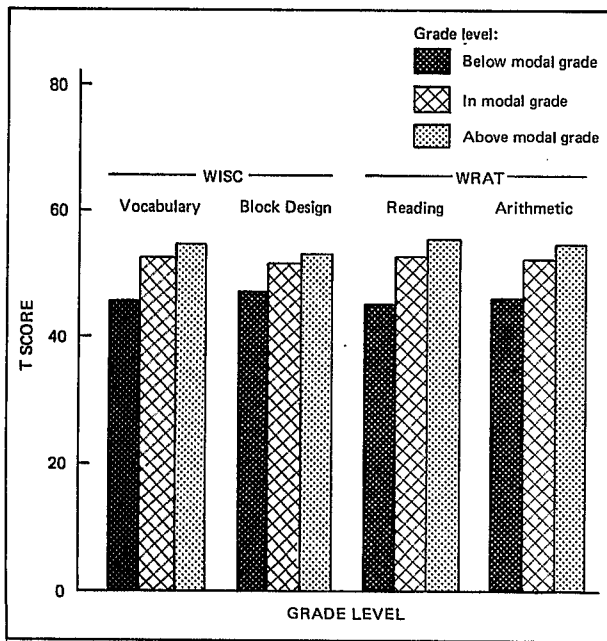 Grade level:
Below modal grade
In modal grade
Above modal grade
80
60
40
20
0
T SCORE
WISC
WRAT
Vocabulary Block Design Reading Arithmetic
GRADE LEVEL